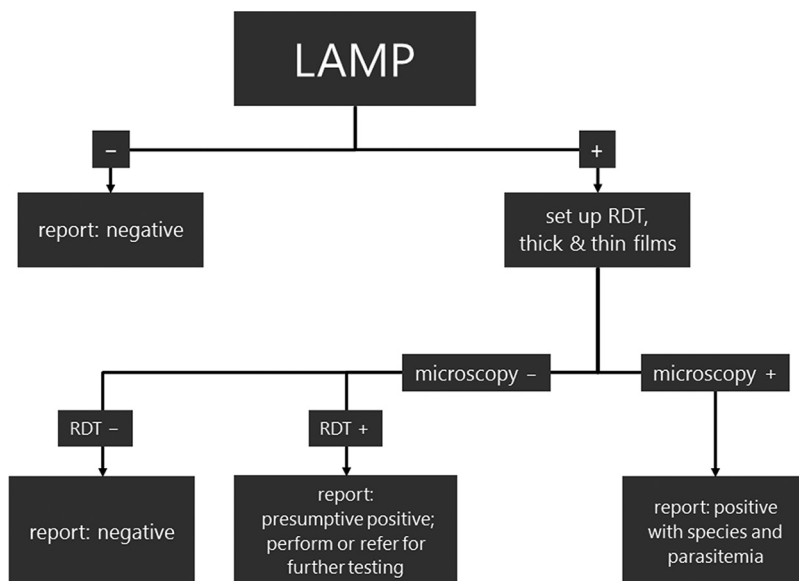 LAMP
–
+
report: negative
set up RDT,
thick & thin films
microscopy –
microscopy +
RDT –
RDT +
report: negative
report:
presumptive positive;
perform or refer for
further testing
report: positive
with species and
parasitemia